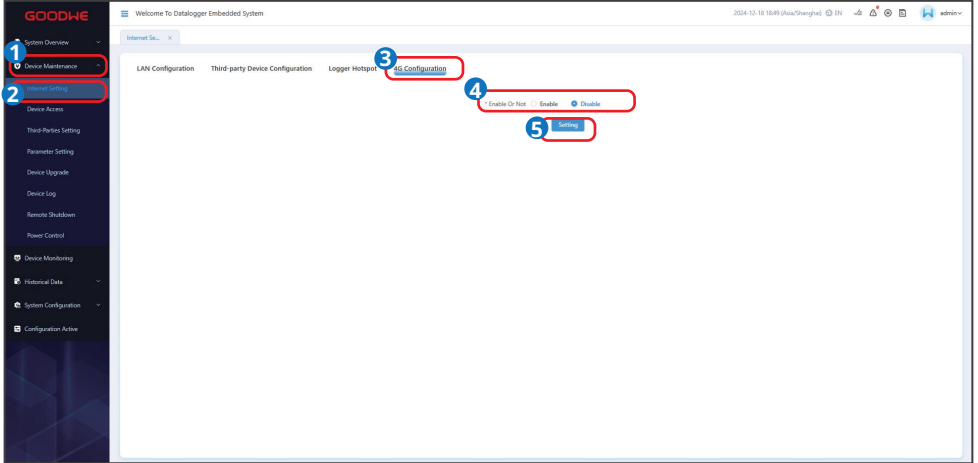 GOODWE
Welcome To Datalogger Embedded System
2024-12-18 18:49 (Asia/Shanghai) EN
admin
System Overview
Internet Se... ×
1
Device Maintenance
2
Internet Setting
Device Access
Third-Parties Setting
Parameter Setting
Device Upgrade
Device Log
Remote Shutdown
Power Control
Device Monitoring
Historical Data
System Configuration
Configuration Active
3
LAN Configuration Third-party Device Configuration Logger Hotspot 4G Configuration
4
* Enable Or Not Enable Disable
5
Setting